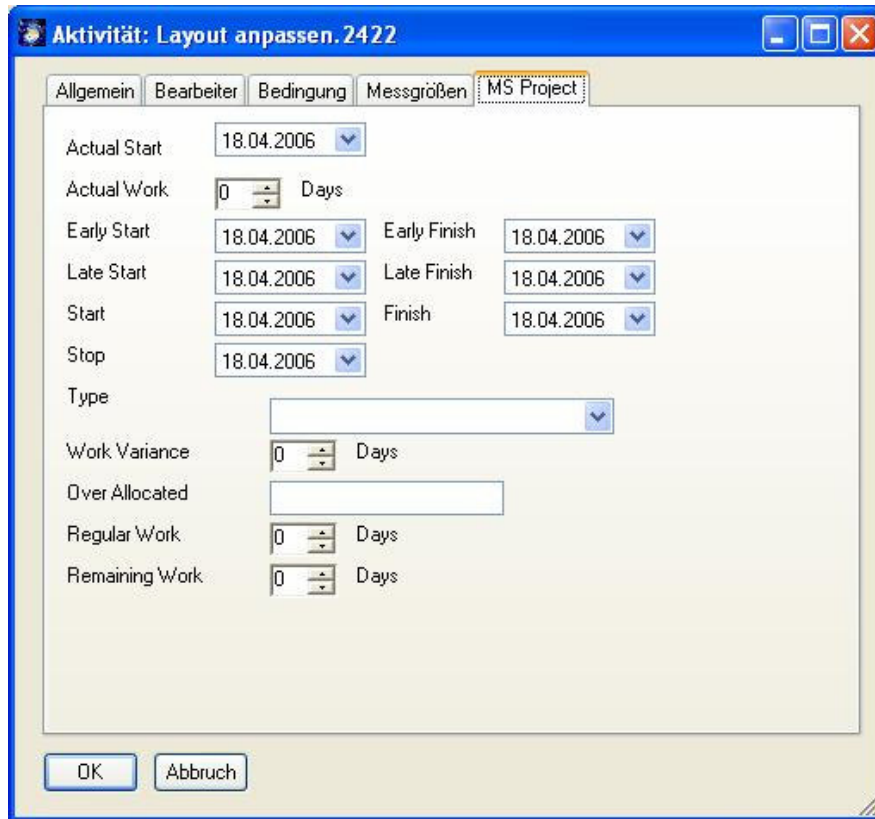 Aktivität: Layout anpassen.2422
Allgemein Bearbeiter Bedingung Messgrößen MS Project
Actual Start 18.04.2006
Actual Work 0 Days
Early Start 18.04.2006 Early Finish 18.04.2006
Late Start 18.04.2006 Late Finish 18.04.2006
Start 18.04.2006 Finish 18.04.2006
Stop 18.04.2006
Type
Work Variance 0 Days
Over Allocated
Regular Work 0 Days
Remaining Work 0 Days
OK Abbruch